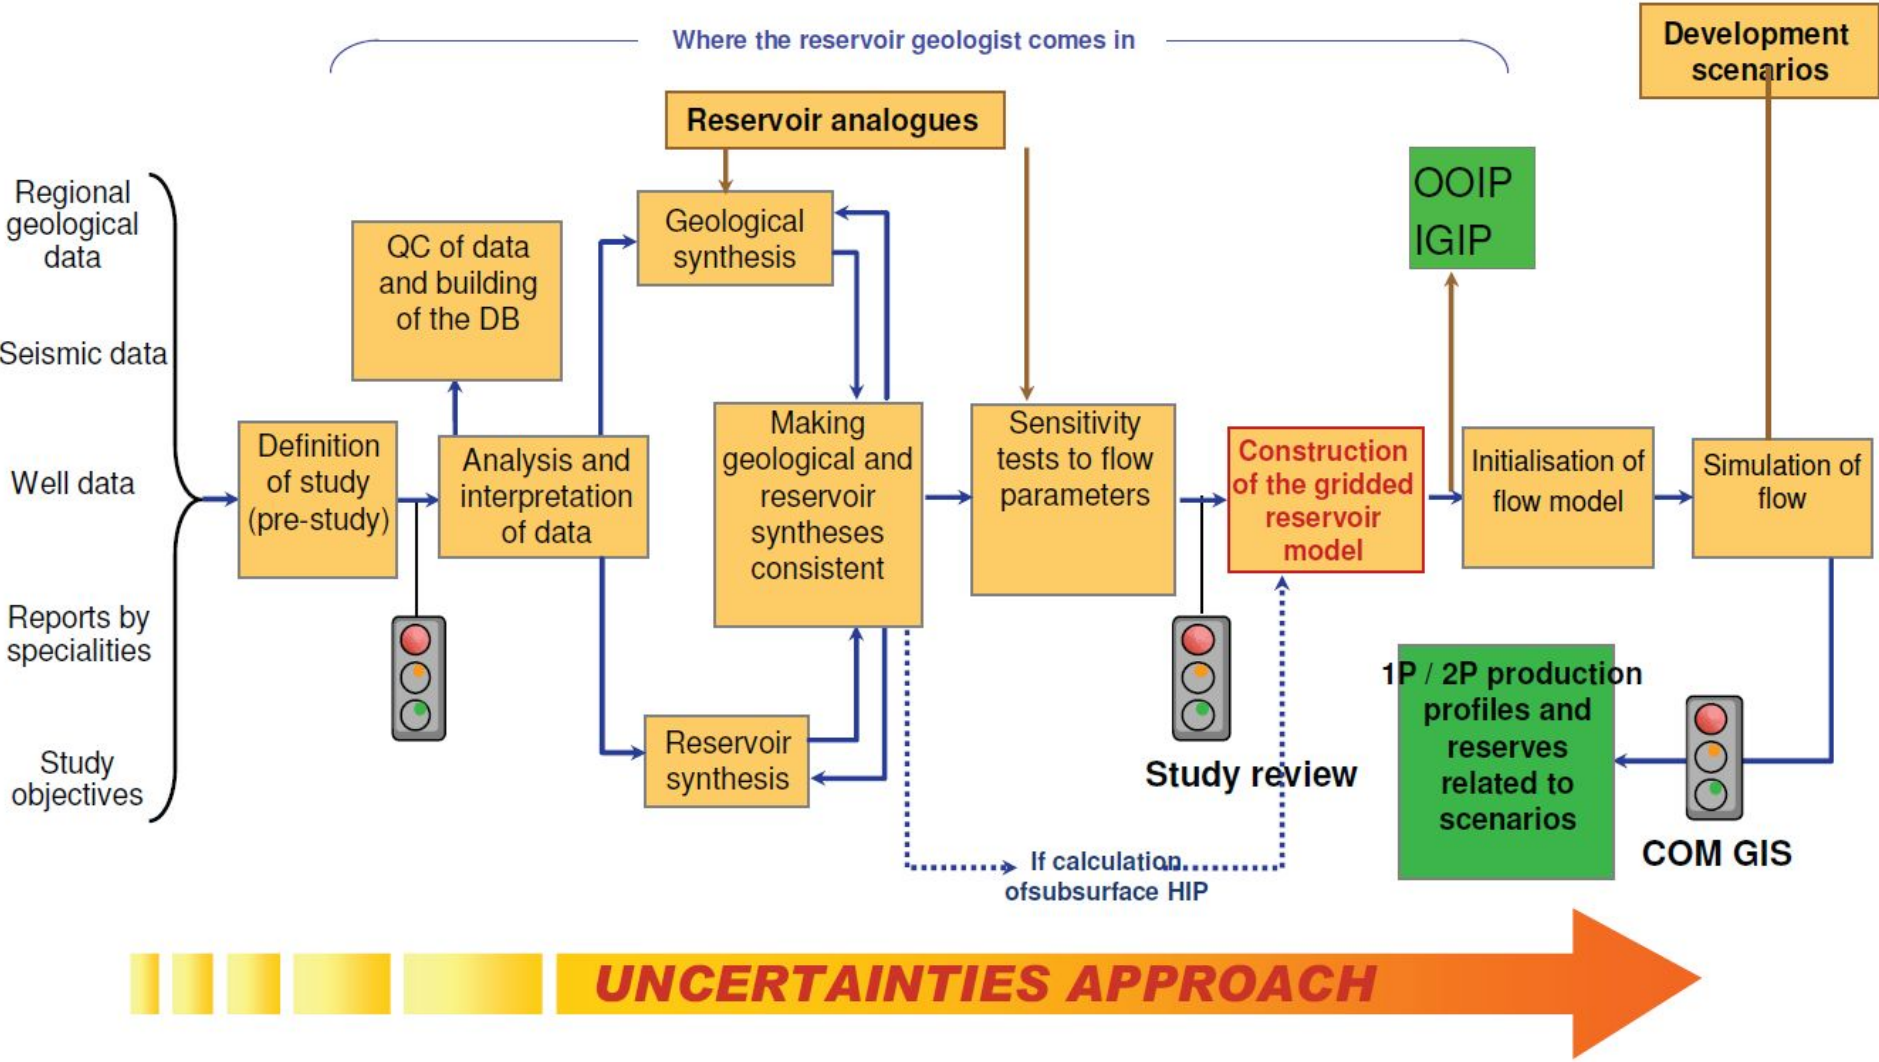 Where the reservoir geologist comes in
Development
scenarios
Reservoir analogues
Regional
geological
data
Seismic data
Well data
Reports by
specialities
Study
objectives
Definition
of study
(pre-study)
QC of data
and building
of the DB
Analysis and
interpretation
of data
Geological
synthesis
Making
geological and
reservoir
syntheses
consistent
Reservoir
synthesis
Sensitivity
tests to flow
parameters
Study review
If calculation
ofsubsurface HIP
Construction
of the gridded
reservoir
model
OOIP
IGIP
Initialisation of
flow model
Simulation of
flow
1P / 2P production
profiles and
reserves
related to
scenarios
COM GIS
UNCERTAINTIES APPROACH